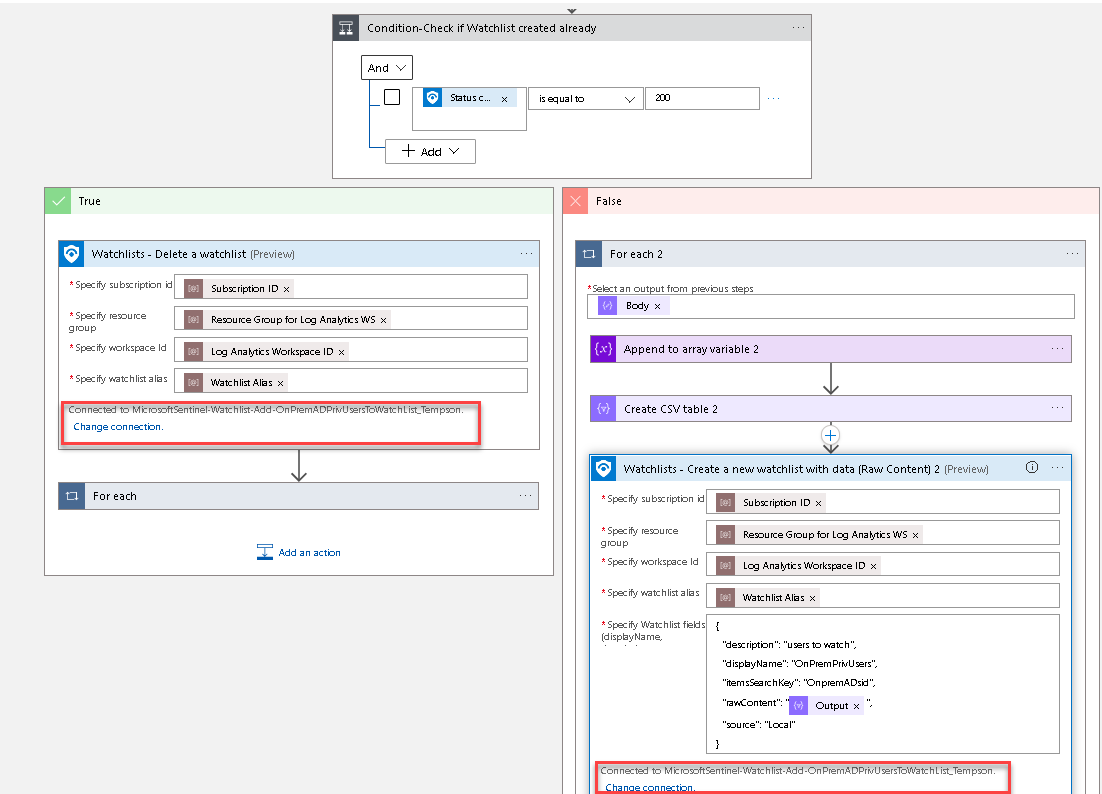 Condition-Check if Watchlist created already
And
Status c... × is equal to 200
Add
True
Watchlists - Delete a watchlist (Preview)
*Specify subscription id Subscription ID ×
*Specify resource group Resource Group for Log Analytics WS ×
*Specify workspace Id Log Analytics Workspace ID ×
*Specify watchlist alias Watchlist Alias ×
Connected to MicrosoftSentinel-Watchlist-Add-OnPremADPrivUsersToWatchList_Tempson.
Change connection.
For each
Add an action
False
For each 2
*Select an output from previous steps
Body ×
{x} Append to array variable 2
Create CSV table 2
Watchlists - Create a new watchlist with data (Raw Content) 2 (Preview)
*Specify subscription id Subscription ID ×
*Specify resource group Resource Group for Log Analytics WS ×
*Specify workspace Id Log Analytics Workspace ID ×
*Specify watchlist alias Watchlist Alias ×
*Specify Watchlist fields
(displayName,
{
"description": "users to watch",
"displayName": "OnPremPrivUsers",
"itemsSearchKey": "OnpremADsid",
"rawContent": " Output × ",
"source": "Local"
}
Connected to MicrosoftSentinel-Watchlist-Add-OnPremADPrivUsersToWatchList_Tempson.
Change connection.